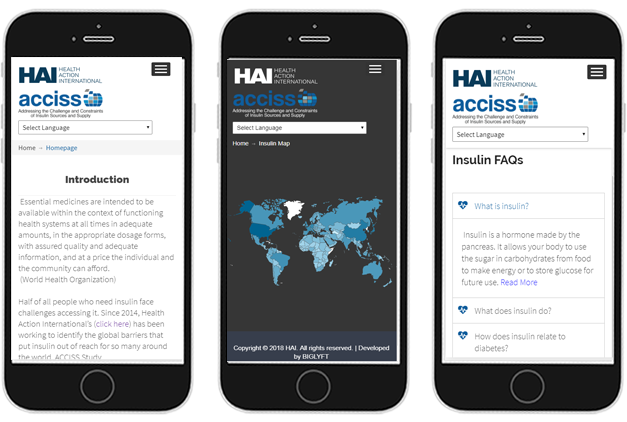 HAI HEALTH
ACTION
INTERNATIONAL
acciss
Addressing the Challenge and Constraints
of Insulin Sources and Supply
Select Language
Home → Homepage
Introduction
Essential medicines are intended to be
available within the context of functioning
health systems at all times in adequate
amounts, in the appropriate dosage forms,
with assured quality and adequate
information, and at a price the individual and
the community can afford.
(World Health Organization)
Half of all people who need insulin face
challenges accessing it. Since 2014, Health
Action International's (click here) has been
working to identify the global barriers that
put insulin out of reach for so many around
the world. ACCISS Study
HAI HEALTH
ACTION
INTERNATIONAL
acciss
Addressing the Challenge and Constraints
of Insulin Sources and Supply
Select Language
Home → Insulin Map
Copyright © 2018 HAI. All rights reserved. | Developed
by BIGLYFT
HAI HEALTH
ACTION
INTERNATIONAL
acciss
Addressing the Challenge and Constraints
of Insulin Sources and Supply
Select Language
Insulin FAQs
What is insulin?
Insulin is a hormone made by the
pancreas. It allows your body to use
the sugar in carbohydrates from food
to make energy or to store glucose for
future use. Read More
What does insulin do?
How does insulin relate to
diabetes?